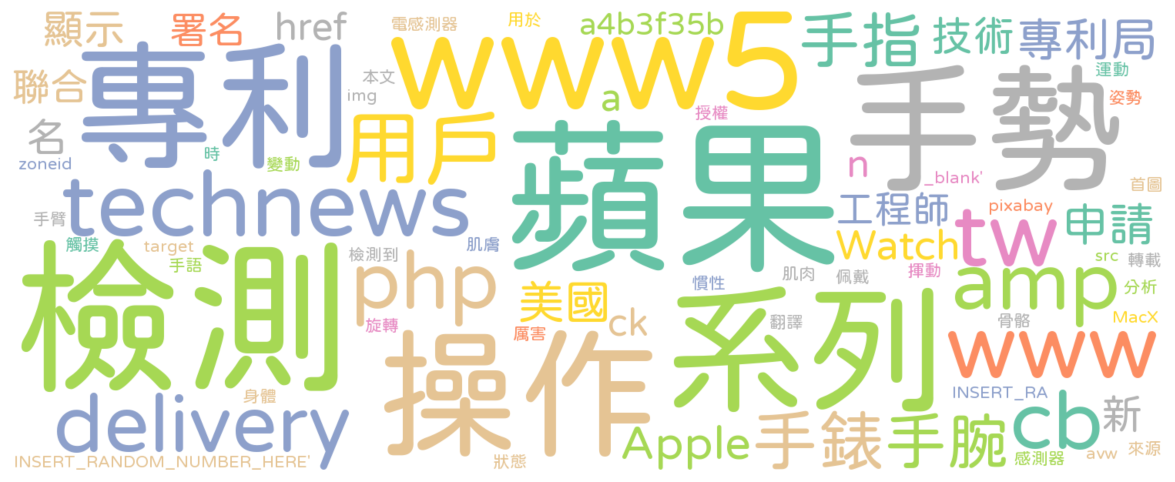 顯示
署名
href
電感測器
用於
a4b3f35b
手指
技術
專利局
聯合
專利
本文
img
www5
a
授權
手勢
運動
姿勢
名
zoneid
時
變動
用戶
蘋果
n
_blank'
首圖
technews
手臂
工程師
pixabay
申請
觸摸
target
手語
檢測到
肌膚
Watch
tw
src
轉載
檢測
php
慣性
肌肉
佩戴
揮動
amp
分析
旋轉
美國
ck
厲害
系列
翻譯
骨骼
MacX
www
操作
身體
INSERT_RA
delivery
cb
新
Apple
手錶
手腕
INSERT_RANDOM_NUMBER_HERE'
狀態
感測器
avw
來源